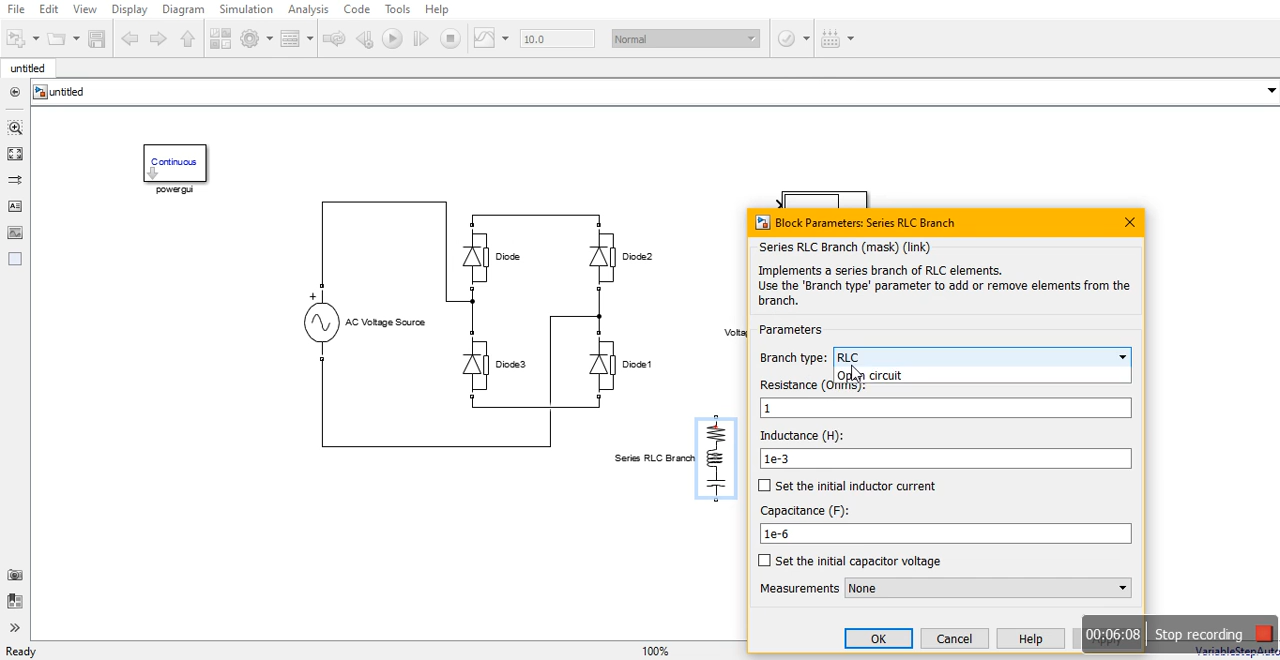 File Edit View Display Diagram Simulation Analysis Code Tools Help
10.0 Normal
untitled
untitled
Continuous
powergui
Diode
Diode2
+
AC Voltage Source
Diode3
Diode1
Series RLC Branch
Block Parameters: Series RLC Branch
Series RLC Branch (mask) (link)
Implements a series branch of RLC elements.
Use the 'Branch type' parameter to add or remove elements from the
branch.
Parameters
Branch type: RLC
Open circuit
Resistance (Ohms):
1
Inductance (H):
1e-3
Set the initial inductor current
Capacitance (F):
1e-6
Set the initial capacitor voltage
Measurements None
OK Cancel Help
00:06:08 Stop recording
Ready 100%